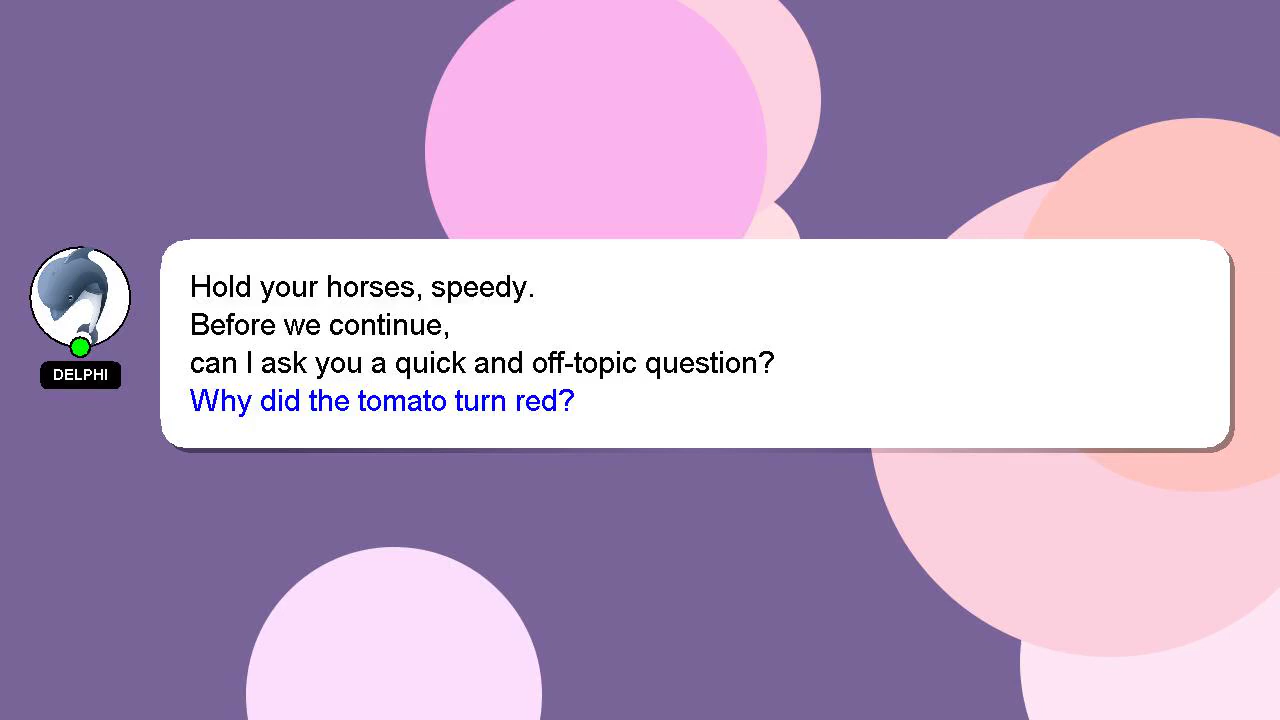 Hold your horses, speedy.
Before we continue,
can I ask you a quick and off-topic question?
Why did the tomato turn red?
DELPHI